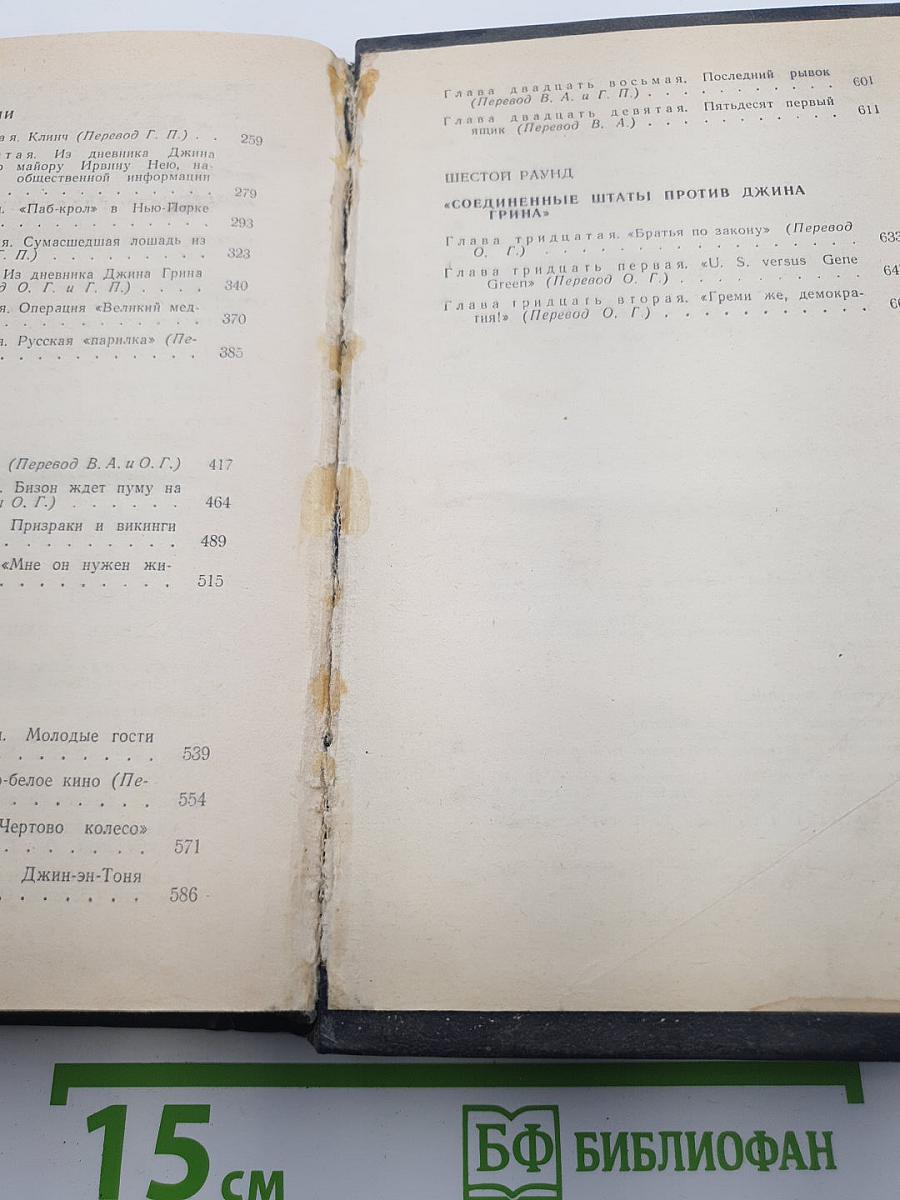 ии
ая. Клинч (Перевод Г. П.) . . 259
тая. Из дневника Джина
майору Ирвину Нею, на-
общественной информации
. . . . . . . . . . . 279
«Паб-крол» в Нью-Йорке
. . . . . . . . . . . 293
я. Сумасшедшая лошадь из
Г. П.) . . . . . . . . . 323
Из дневника Джина Грина
О. Г. и Г. П.) . . . . 340
я. Операция «Великий мед-
. . . . . . . . . . . 370
я. Русская «парилка» (Пе-
. . . . . . . . . . . 385
(Перевод В. А. и О. Г.) 417
. Бизон ждет пуму на
и О. Г.) . . . . . . 464
Призраки и викинги
. . . . . . . . . . 489
«Мне он нужен жи-
. . . . . . . . . . 515
Молодые гости
. . . . . . . . . 539
о-белое кино (Пе-
. . . . . . . . 554
Чертово колесо»
. . . . . . . . 571
Джин-эн-Тоня
. . . . . . . . 586
Глава двадцать восьмая. Последний рывок
(Перевод В. А. и Г. П.) . . . . . . . . . . 601
Глава двадцать девятая. Пятьдесят первый
ящик (Перевод В. А.) . . . . . . . . . . 611
ШЕСТОЙ РАУНД
«СОЕДИНЕННЫЕ ШТАТЫ ПРОТИВ ДЖИНА
ГРИНА»
Глава тридцатая. «Братья по закону» (Перевод
О. Г.) . . . . . . . . . . . . . . . . . 633
Глава тридцать первая. «U. S. versus Gene
Green» (Перевод О. Г.) . . . . . . . . . 64
Глава тридцать вторая. «Греми же, демокра-
тия!» (Перевод О. Г.) . . . . . . . . . . 6
15 см
БФ БИБЛИОФАН